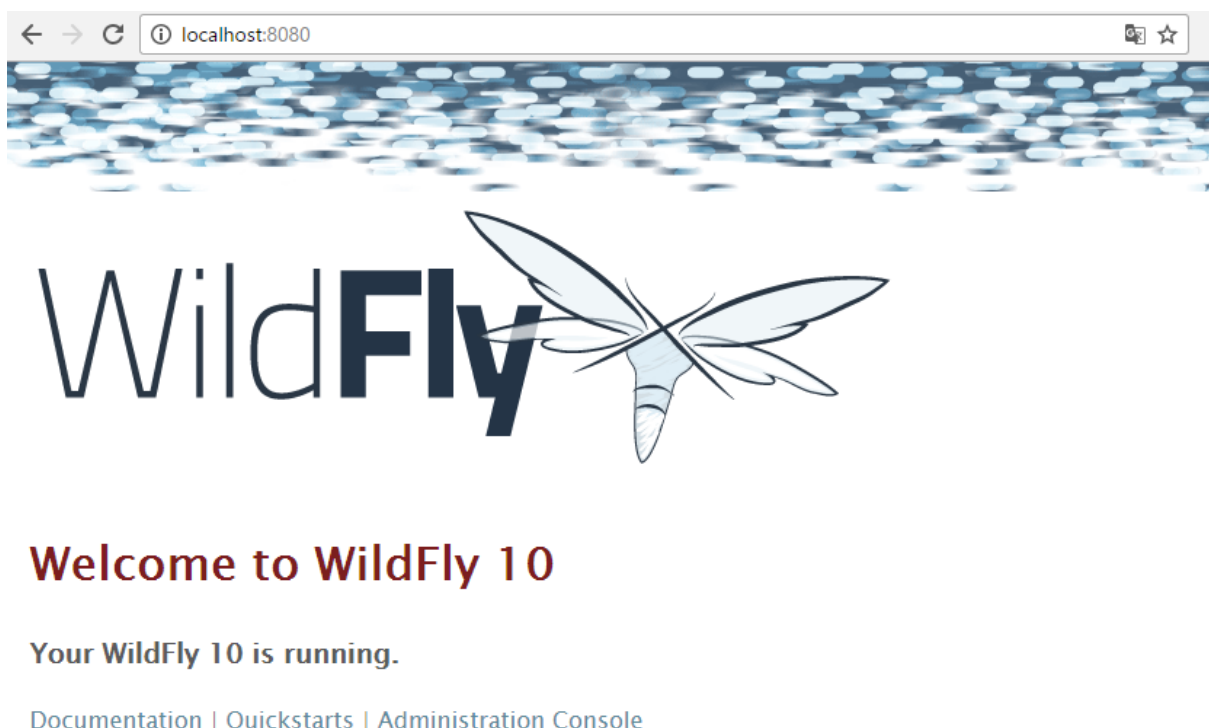 localhost:8080
WildFly
Welcome to WildFly 10
Your WildFly 10 is running.
Documentation | Quickstarts | Administration Console